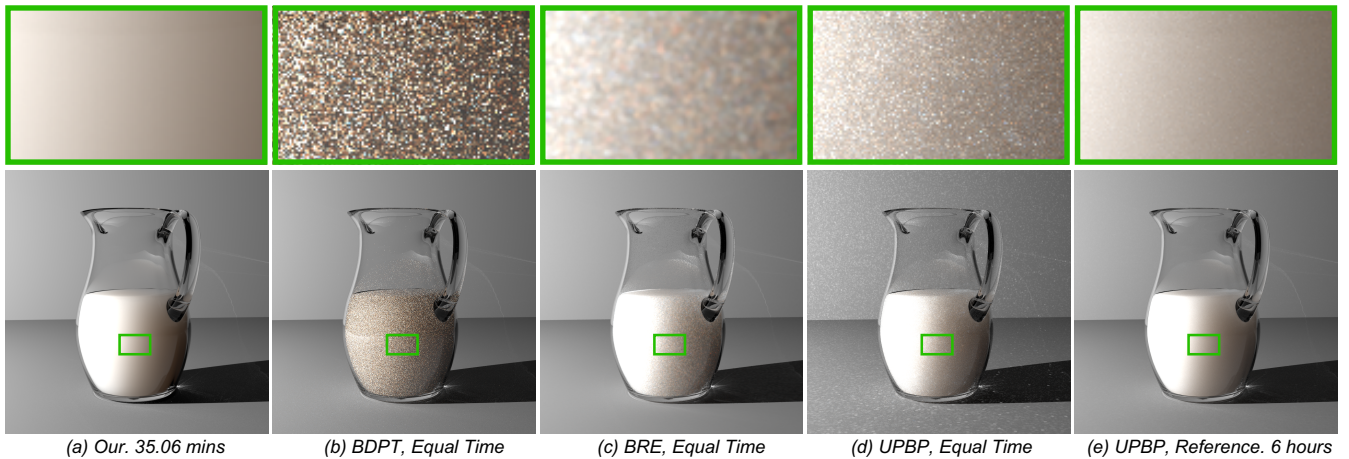 (a) Our. 35.06 mins
(b) BDPT, Equal Time
(c) BRE, Equal Time
(d) UPBP, Equal Time
(e) UPBP, Reference. 6 hours